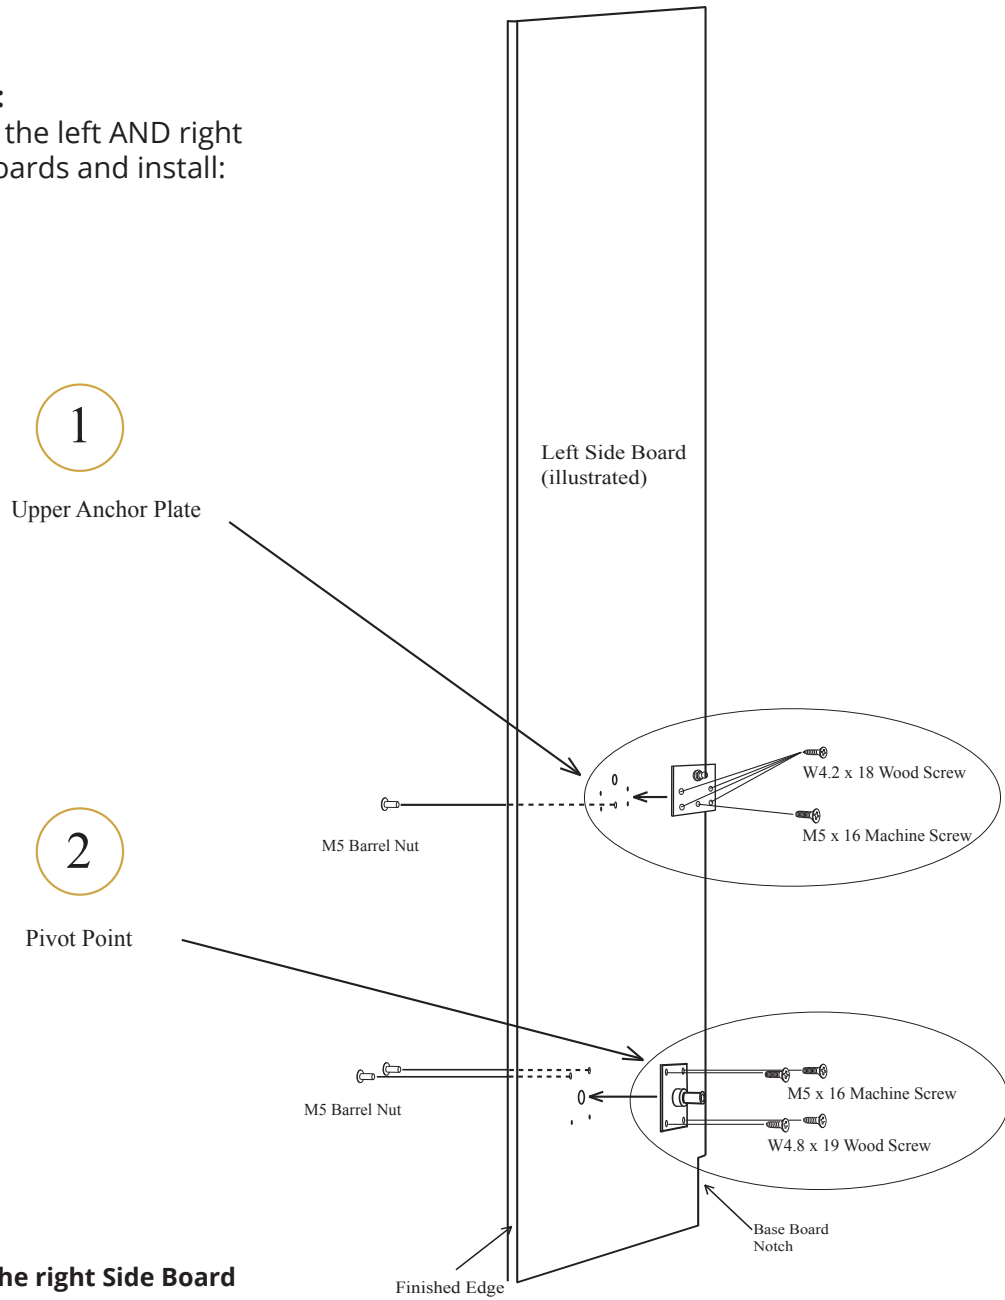 :
the left AND right
and install:
1
Upper Anchor Plate
Left Side Board
(illustrated)
W4.2 x 18 Wood Screw
M5 x 16 Machine Screw
M5 Barrel Nut
2
Pivot Point
M5 x 16 Machine Screw
M5 Barrel Nut
W4.8 x 19 Wood Screw
Base Board
Notch
Finished Edge
right Side Board